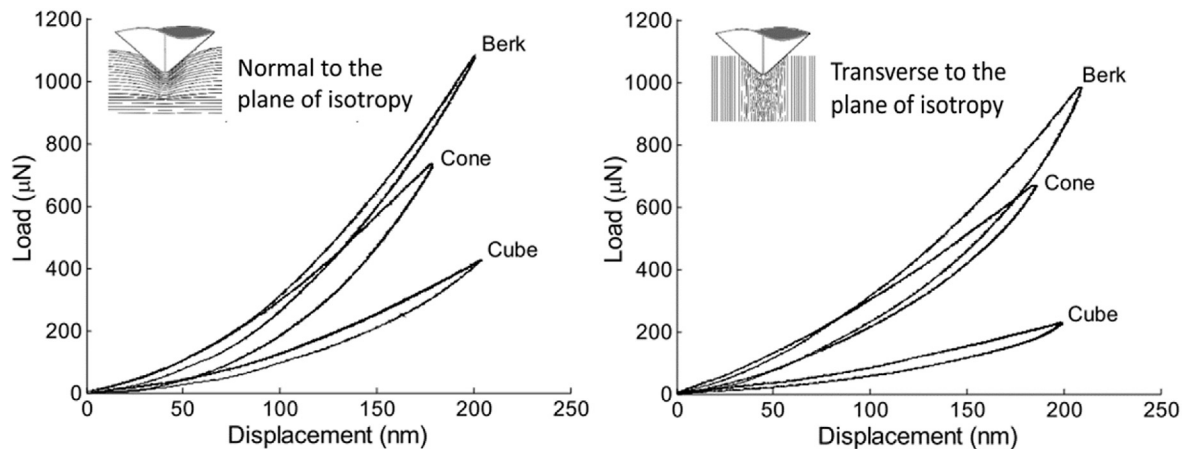 1200
1000
800
600
400
200
0
Load (μN)
Normal to the
plane of isotropy
Berk
Cone
Cube
0 50 100 150 200 250
Displacement (nm)
1200
1000
800
600
400
200
0
Load (μN)
Transverse to the
plane of isotropy
Berk
Cone
Cube
0 50 100 150 200 250
Displacement (nm)